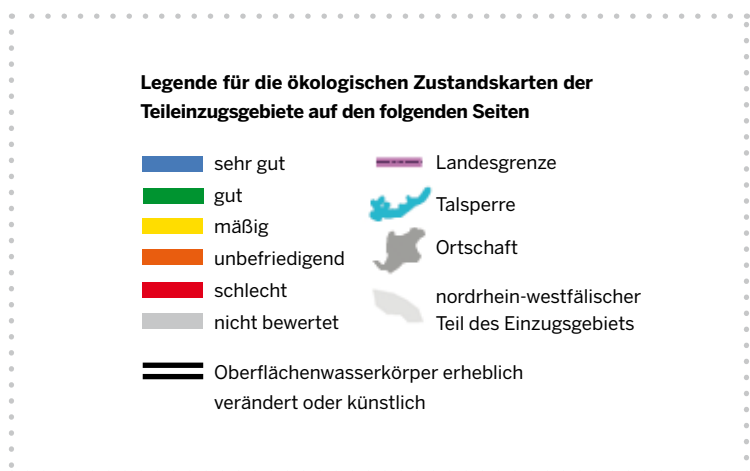 Legende für die ökologischen Zustandskarten der
Teileinzugsgebiete auf den folgenden Seiten
sehr gut
gut
mäßig
unbefriedigend
schlecht
nicht bewertet
Landesgrenze
Talsperre
Ortschaft
nordrhein-westfälischer
Teil des Einzugsgebiets
Oberflächenwasserkörper erheblich
verändert oder künstlich